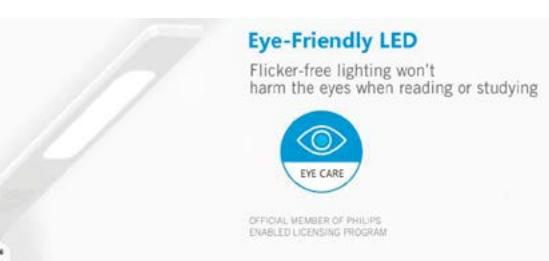 Eye-Friendly LED
Flicker-free lighting won't
harm the eyes when reading or studying
EYE CARE
OFFICIAL MEMBER OF PHILIPS
ENABLED LICENSING PROGRAM